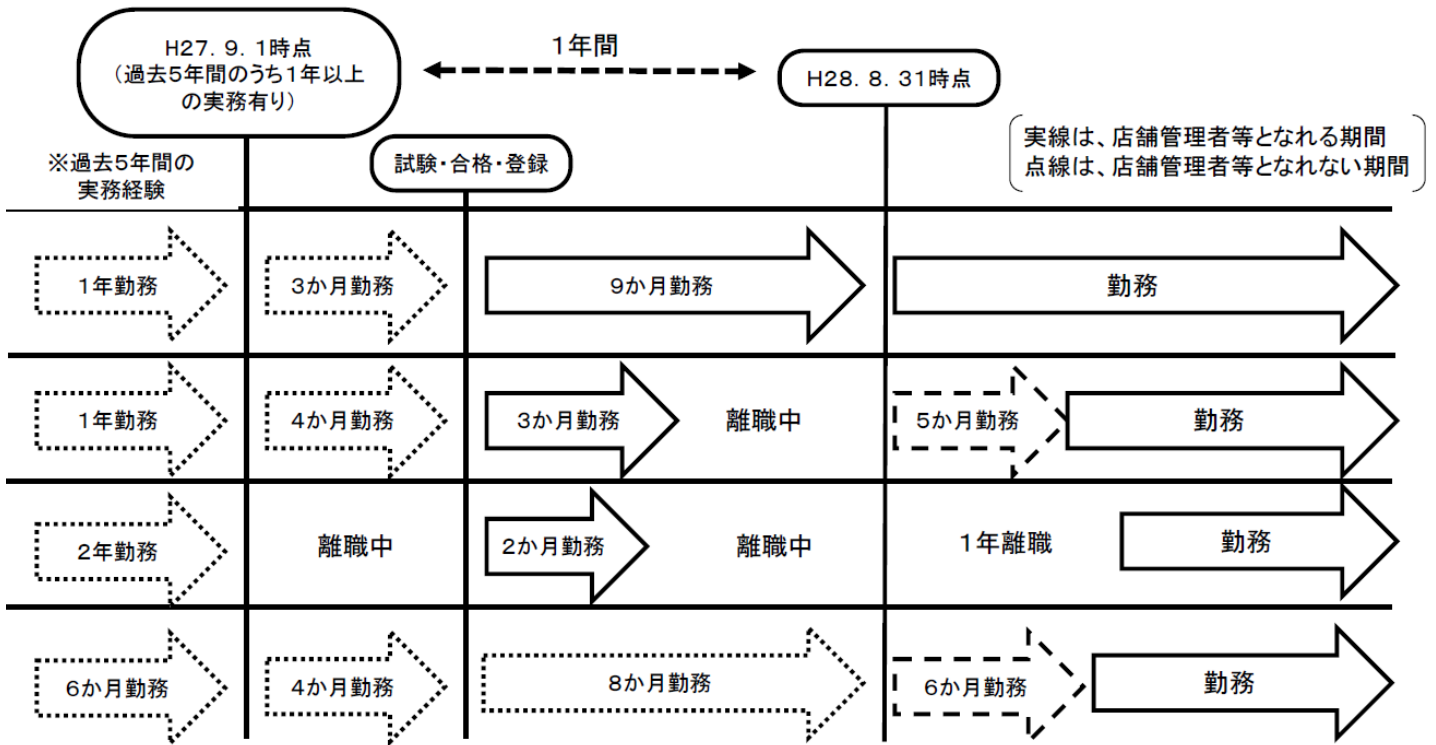 H27．9．1時点
（過去5年間のうち1年以上
の実務有り）
1年間
H28．8．31時点
実線は、店舗管理者等となれる期間
点線は、店舗管理者等となれない期間
※過去5年間の
実務経験
試験・合格・登録
1年勤務
3か月勤務
9か月勤務
勤務
1年勤務
4か月勤務
3か月勤務
離職中
5か月勤務
勤務
2年勤務
離職中
2か月勤務
離職中
1年離職
勤務
6か月勤務
4か月勤務
8か月勤務
6か月勤務
勤務